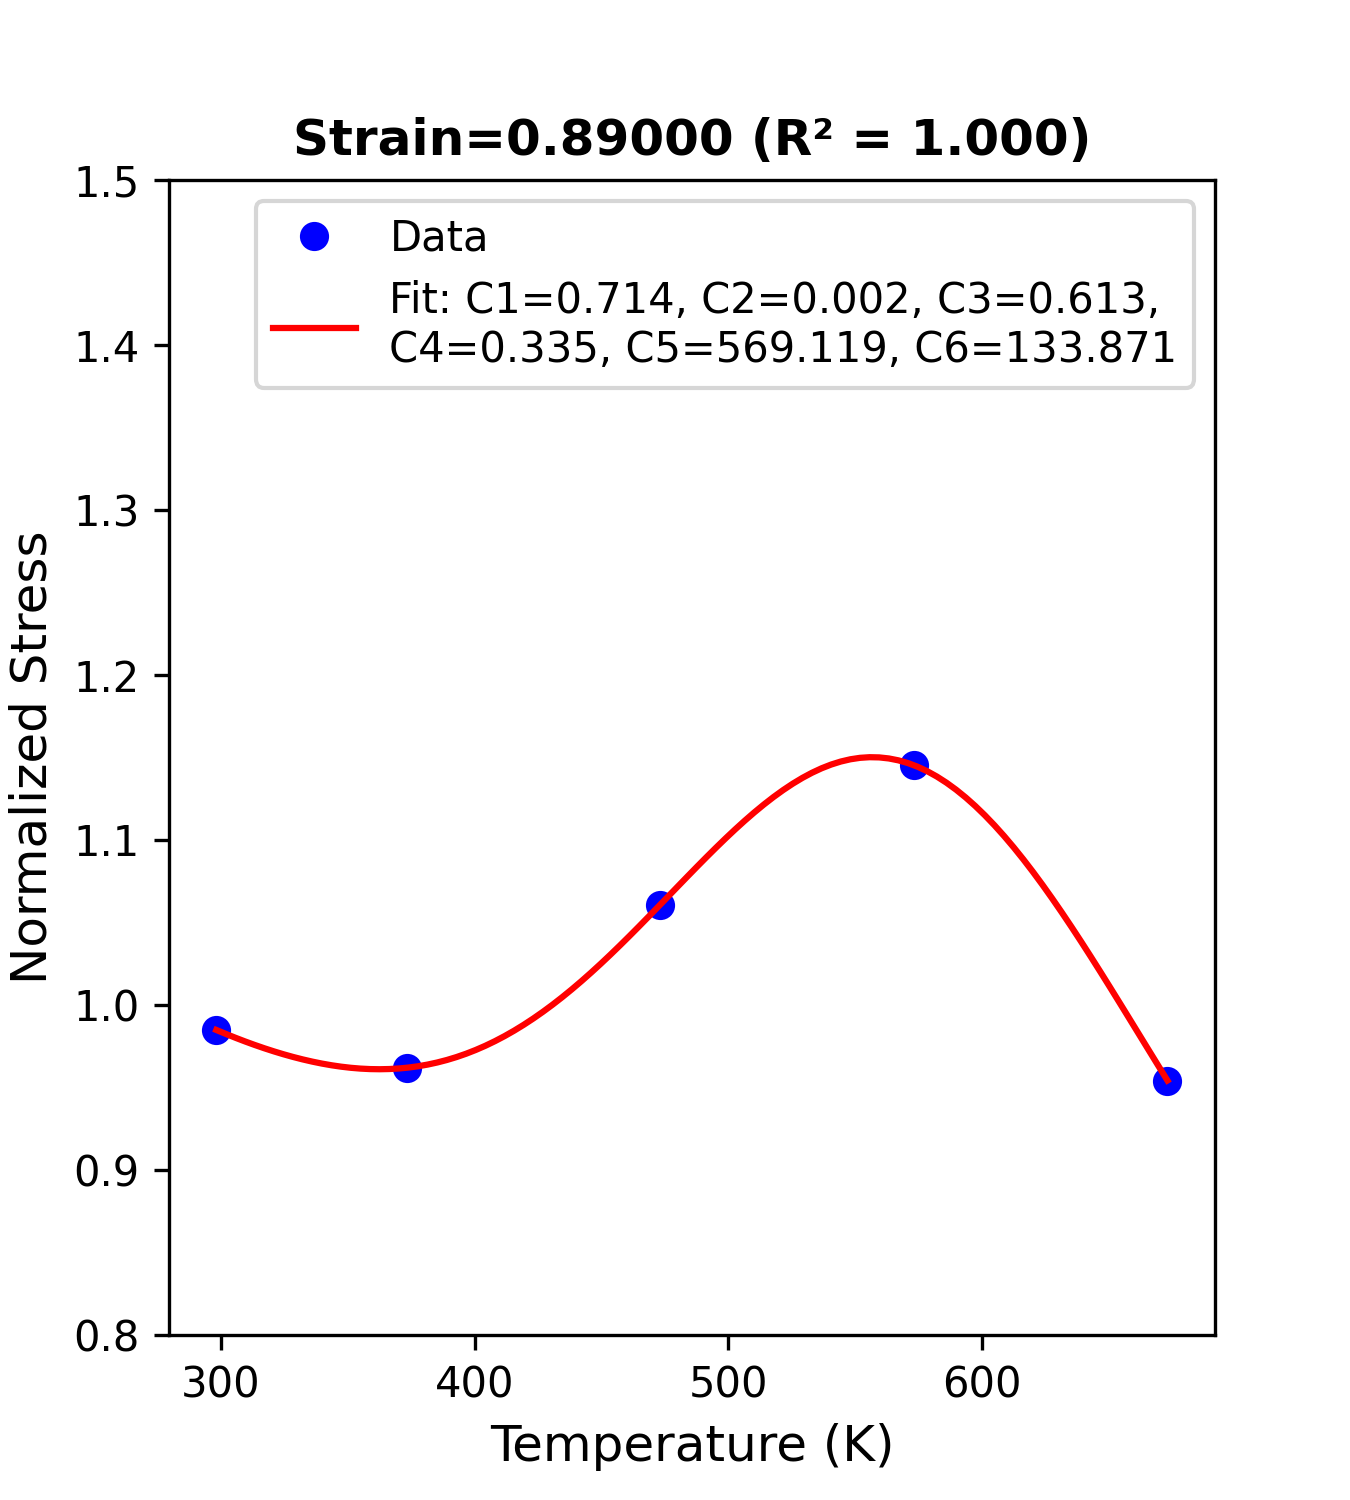 Strain=0.89000 (R² = 1.000)
Data
Fit: C1=0.714, C2=0.002, C3=0.613,
C4=0.335, C5=569.119, C6=133.871
1.5
1.4
1.3
1.2
1.1
1.0
0.9
0.8
Normalized Stress
300 400 500 600
Temperature (K)